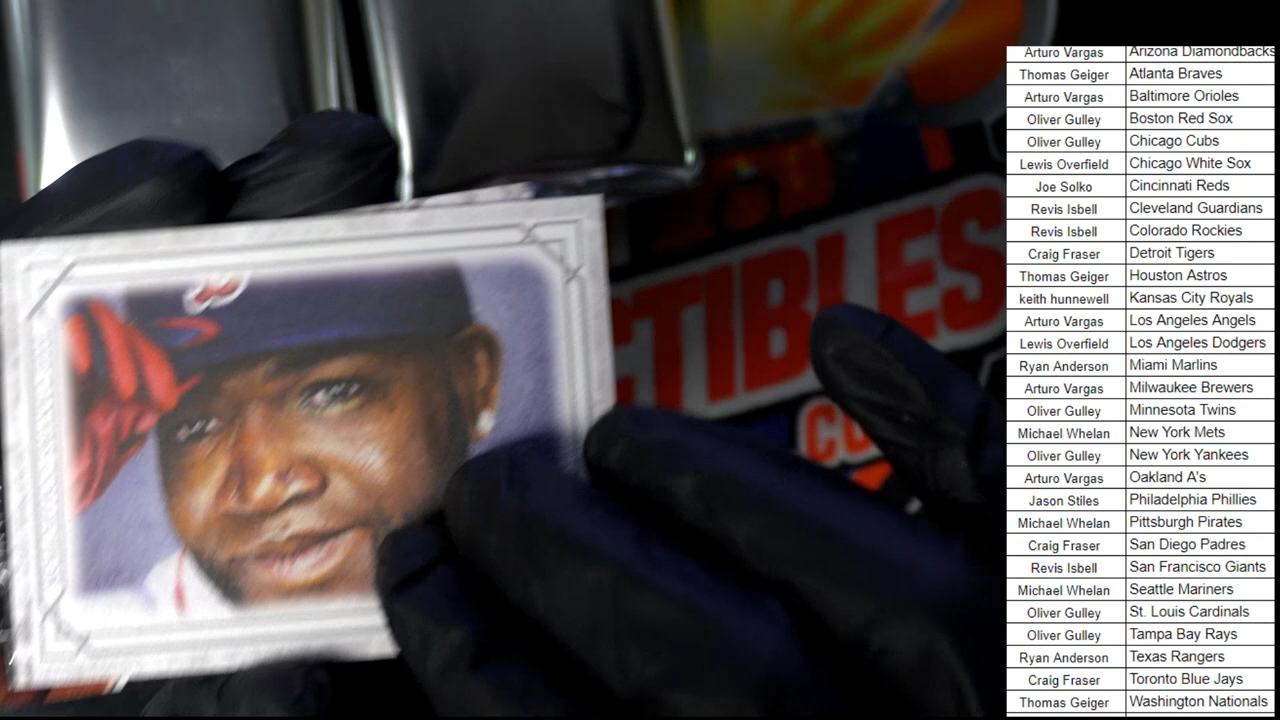 CTIBLES
CO
Arturo Vargas Arizona Diamondbacks
Thomas Geiger Atlanta Braves
Arturo Vargas Baltimore Orioles
Oliver Gulley Boston Red Sox
Oliver Gulley Chicago Cubs
Lewis Overfield Chicago White Sox
Joe Solko Cincinnati Reds
Revis Isbell Cleveland Guardians
Revis Isbell Colorado Rockies
Craig Fraser Detroit Tigers
Thomas Geiger Houston Astros
keith hunnewell Kansas City Royals
Arturo Vargas Los Angeles Angels
Lewis Overfield Los Angeles Dodgers
Ryan Anderson Miami Marlins
Arturo Vargas Milwaukee Brewers
Oliver Gulley Minnesota Twins
Michael Whelan New York Mets
Oliver Gulley New York Yankees
Arturo Vargas Oakland A's
Jason Stiles Philadelphia Phillies
Michael Whelan Pittsburgh Pirates
Craig Fraser San Diego Padres
Revis Isbell San Francisco Giants
Michael Whelan Seattle Mariners
Oliver Gulley St. Louis Cardinals
Oliver Gulley Tampa Bay Rays
Ryan Anderson Texas Rangers
Craig Fraser Toronto Blue Jays
Thomas Geiger Washington Nationals